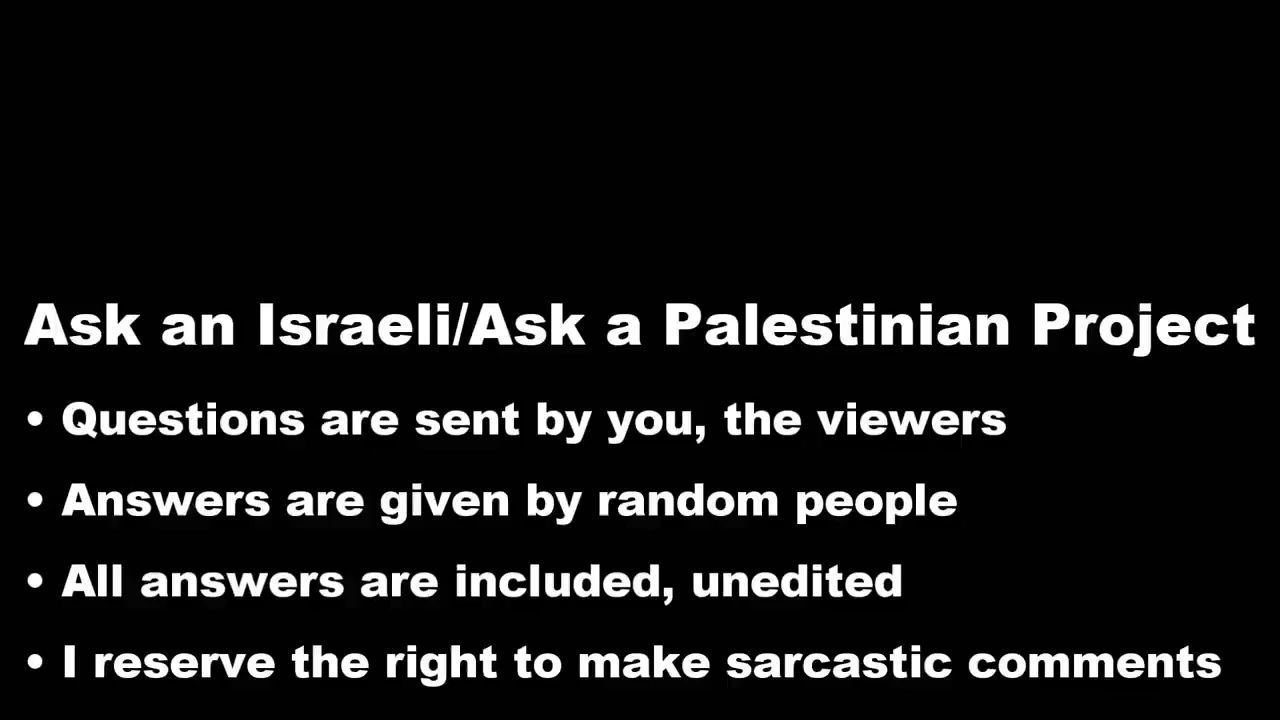 Ask an Israeli/Ask a Palestinian Project
• Questions are sent by you, the viewers
• Answers are given by random people
• All answers are included, unedited
• I reserve the right to make sarcastic comments